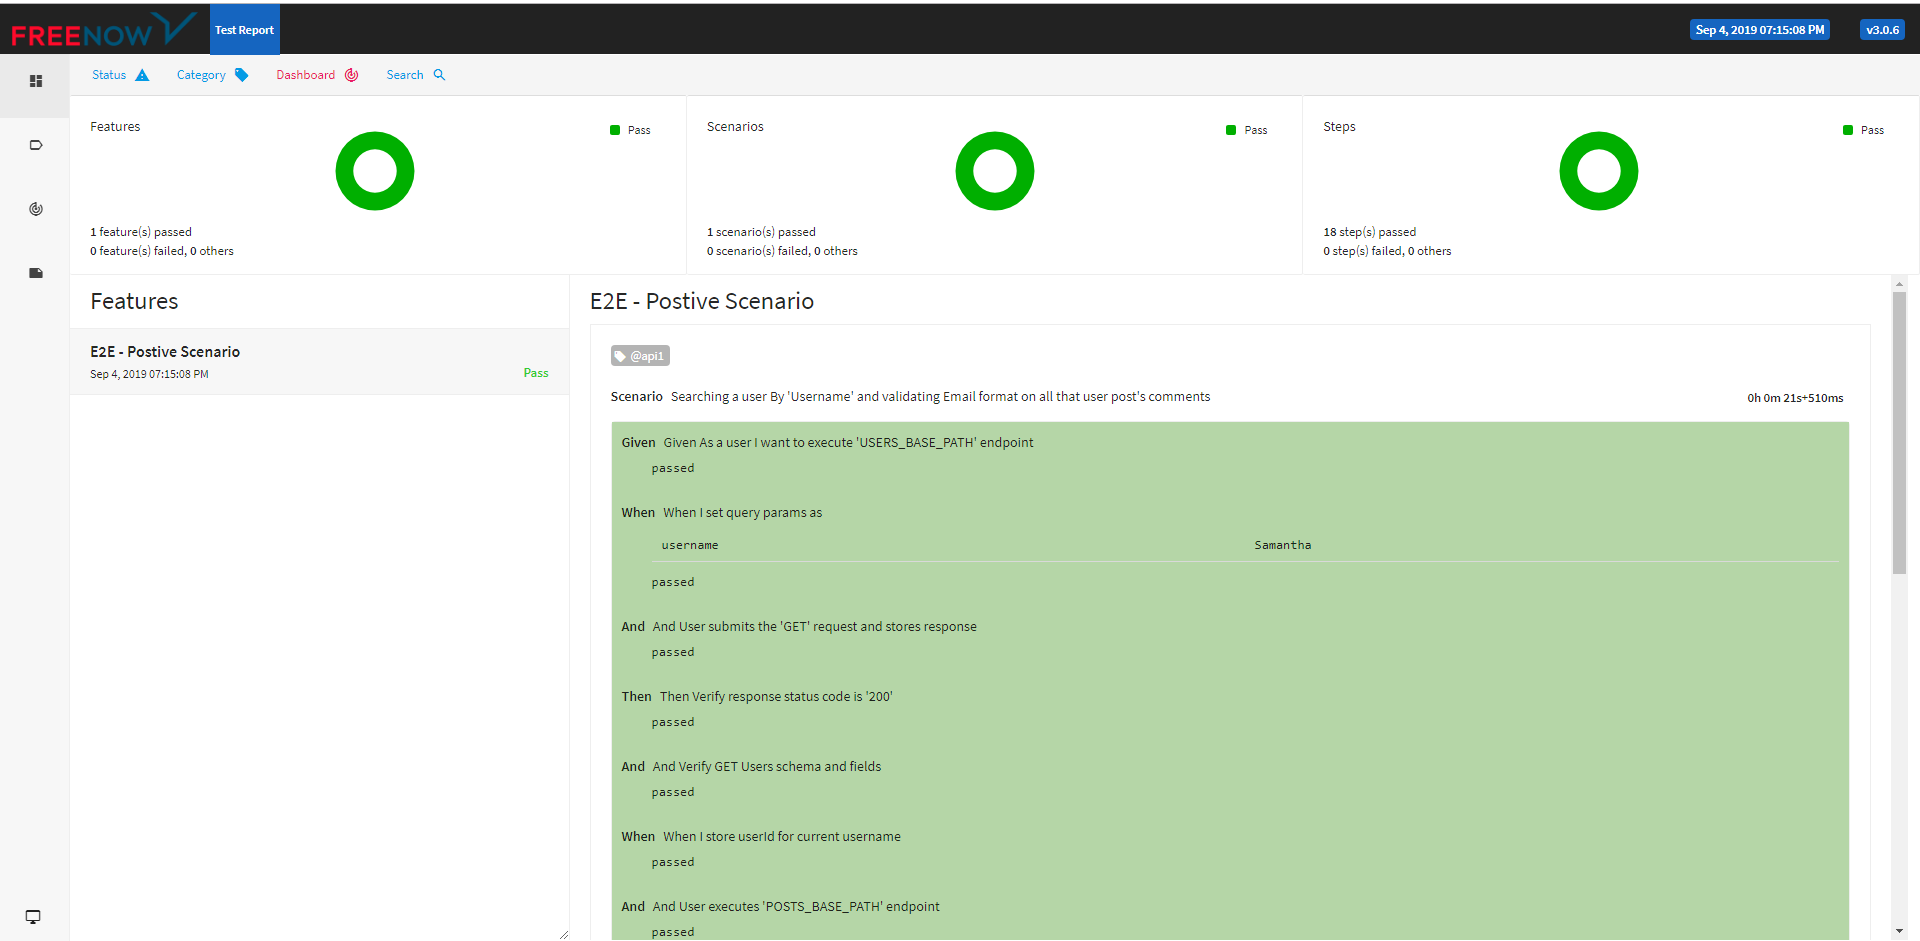 FREENOW
Test Report
Sep 4, 2019 07:15:08 PM
v3.0.6
Status
Category
Dashboard
Search
Features
Pass
1 feature(s) passed
0 feature(s) failed, 0 others
Scenarios
Pass
1 scenario(s) passed
0 scenario(s) failed, 0 others
Steps
Pass
18 step(s) passed
0 step(s) failed, 0 others
Features
E2E - Postive Scenario
Sep 4, 2019 07:15:08 PM
Pass
E2E - Postive Scenario
@api1
Scenario Searching a user By 'Username' and validating Email format on all that user post's comments
0h 0m 21s+510ms
Given Given As a user I want to execute 'USERS_BASE_PATH' endpoint
passed
When When I set query params as
username Samantha
passed
And And User submits the 'GET' request and stores response
passed
Then Then Verify response status code is '200'
passed
And And Verify GET Users schema and fields
passed
When When I store userId for current username
passed
And And User executes 'POSTS_BASE_PATH' endpoint
passed